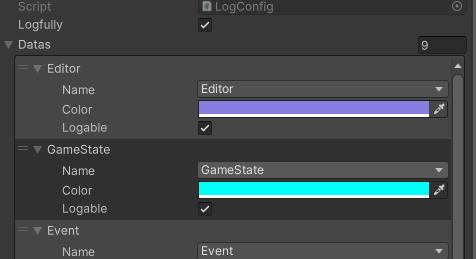 Script LogConfig
Logfully
Datas 9
Editor
Name Editor
Color
Logable
GameState
Name GameState
Color
Logable
Event
Name Event